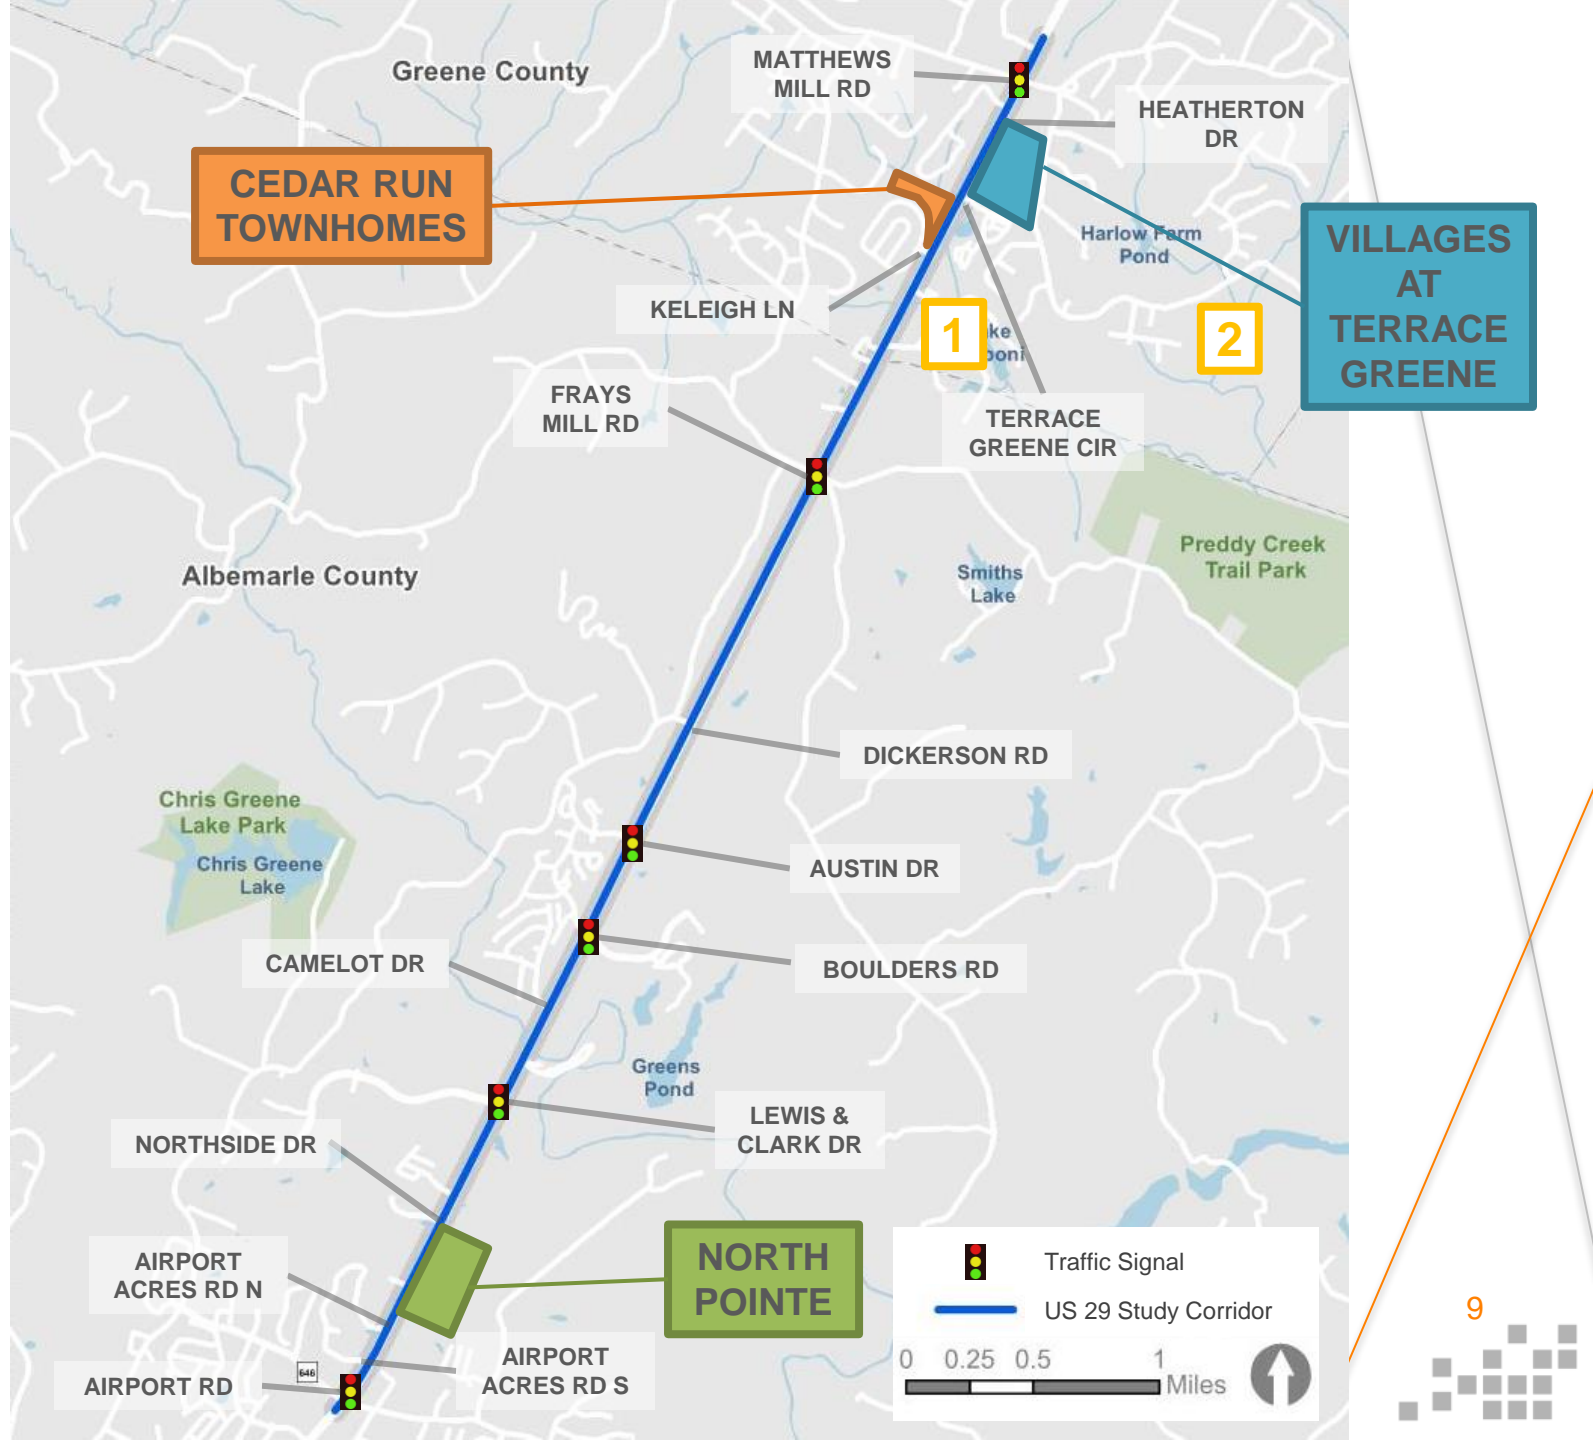 Greene County
MATTHEWS
MILL RD
HEATHERTON
DR
CEDAR RUN
TOWNHOMES
VILLAGES
AT
TERRACE
GREENE
Harlow Farm
Pond
KELEIGH LN
1
2
FRAYS
MILL RD
TERRACE
GREENE CIR
Preddy Creek
Trail Park
Albemarle County
Smiths
Lake
DICKERSON RD
Chris Greene
Lake Park
Chris Greene
Lake
AUSTIN DR
CAMELOT DR
BOULDERS RD
Greens
Pond
LEWIS &
CLARK DR
NORTHSIDE DR
NORTH
POINTE
AIRPORT
ACRES RD N
Traffic Signal
US 29 Study Corridor
0 0.25 0.5 1
Miles
9
AIRPORT
ACRES RD S
646
AIRPORT RD